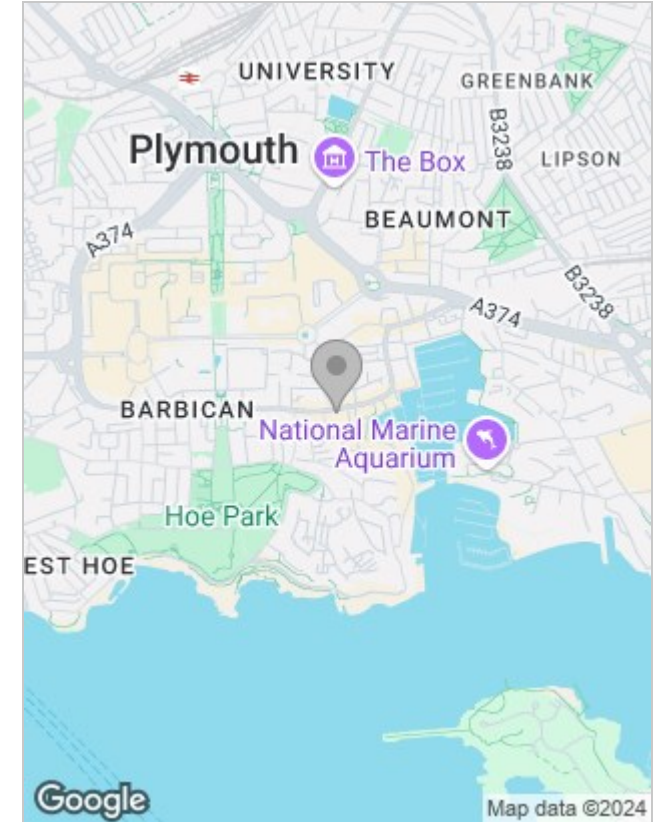 UNIVERSITY
GREENBANK
B3238
Plymouth
The Box
LIPSON
BEAUMONT
A374
B3238
A374
BARBICAN
National Marine
Aquarium
Hoe Park
EST HOE
Google
Map data ©2024